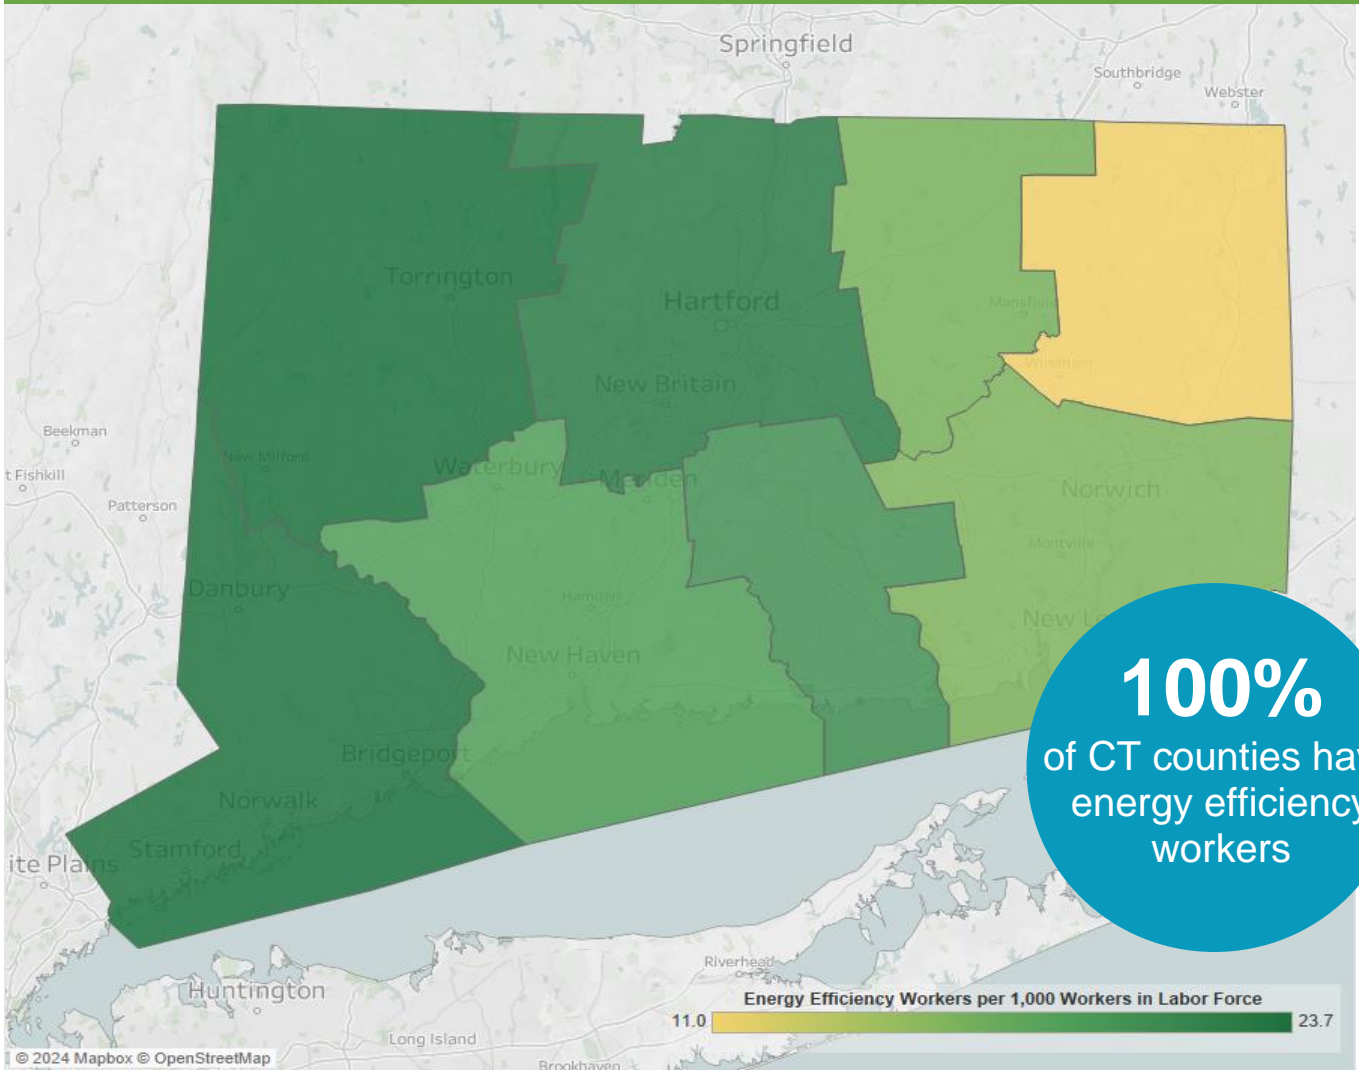 Springfield
Southbridge
Webster
Torrington
Hartford
Mansfield
New Britain
Windham
Beekman
New Milford
Waterbury
Meriden
t Fishkill
Patterson
Norwich
Montville
Danbury
Hamden
New Lo
New Haven
100%
of CT counties hav
energy efficiency
workers
Bridgeport
Norwalk
Stamford
ite Plains
Riverhead
Huntington
Energy Efficiency Workers per 1,000 Workers in Labor Force
11.0
23.7
Long Island
© 2024 Mapbox © OpenStreetMap
Brookhaven